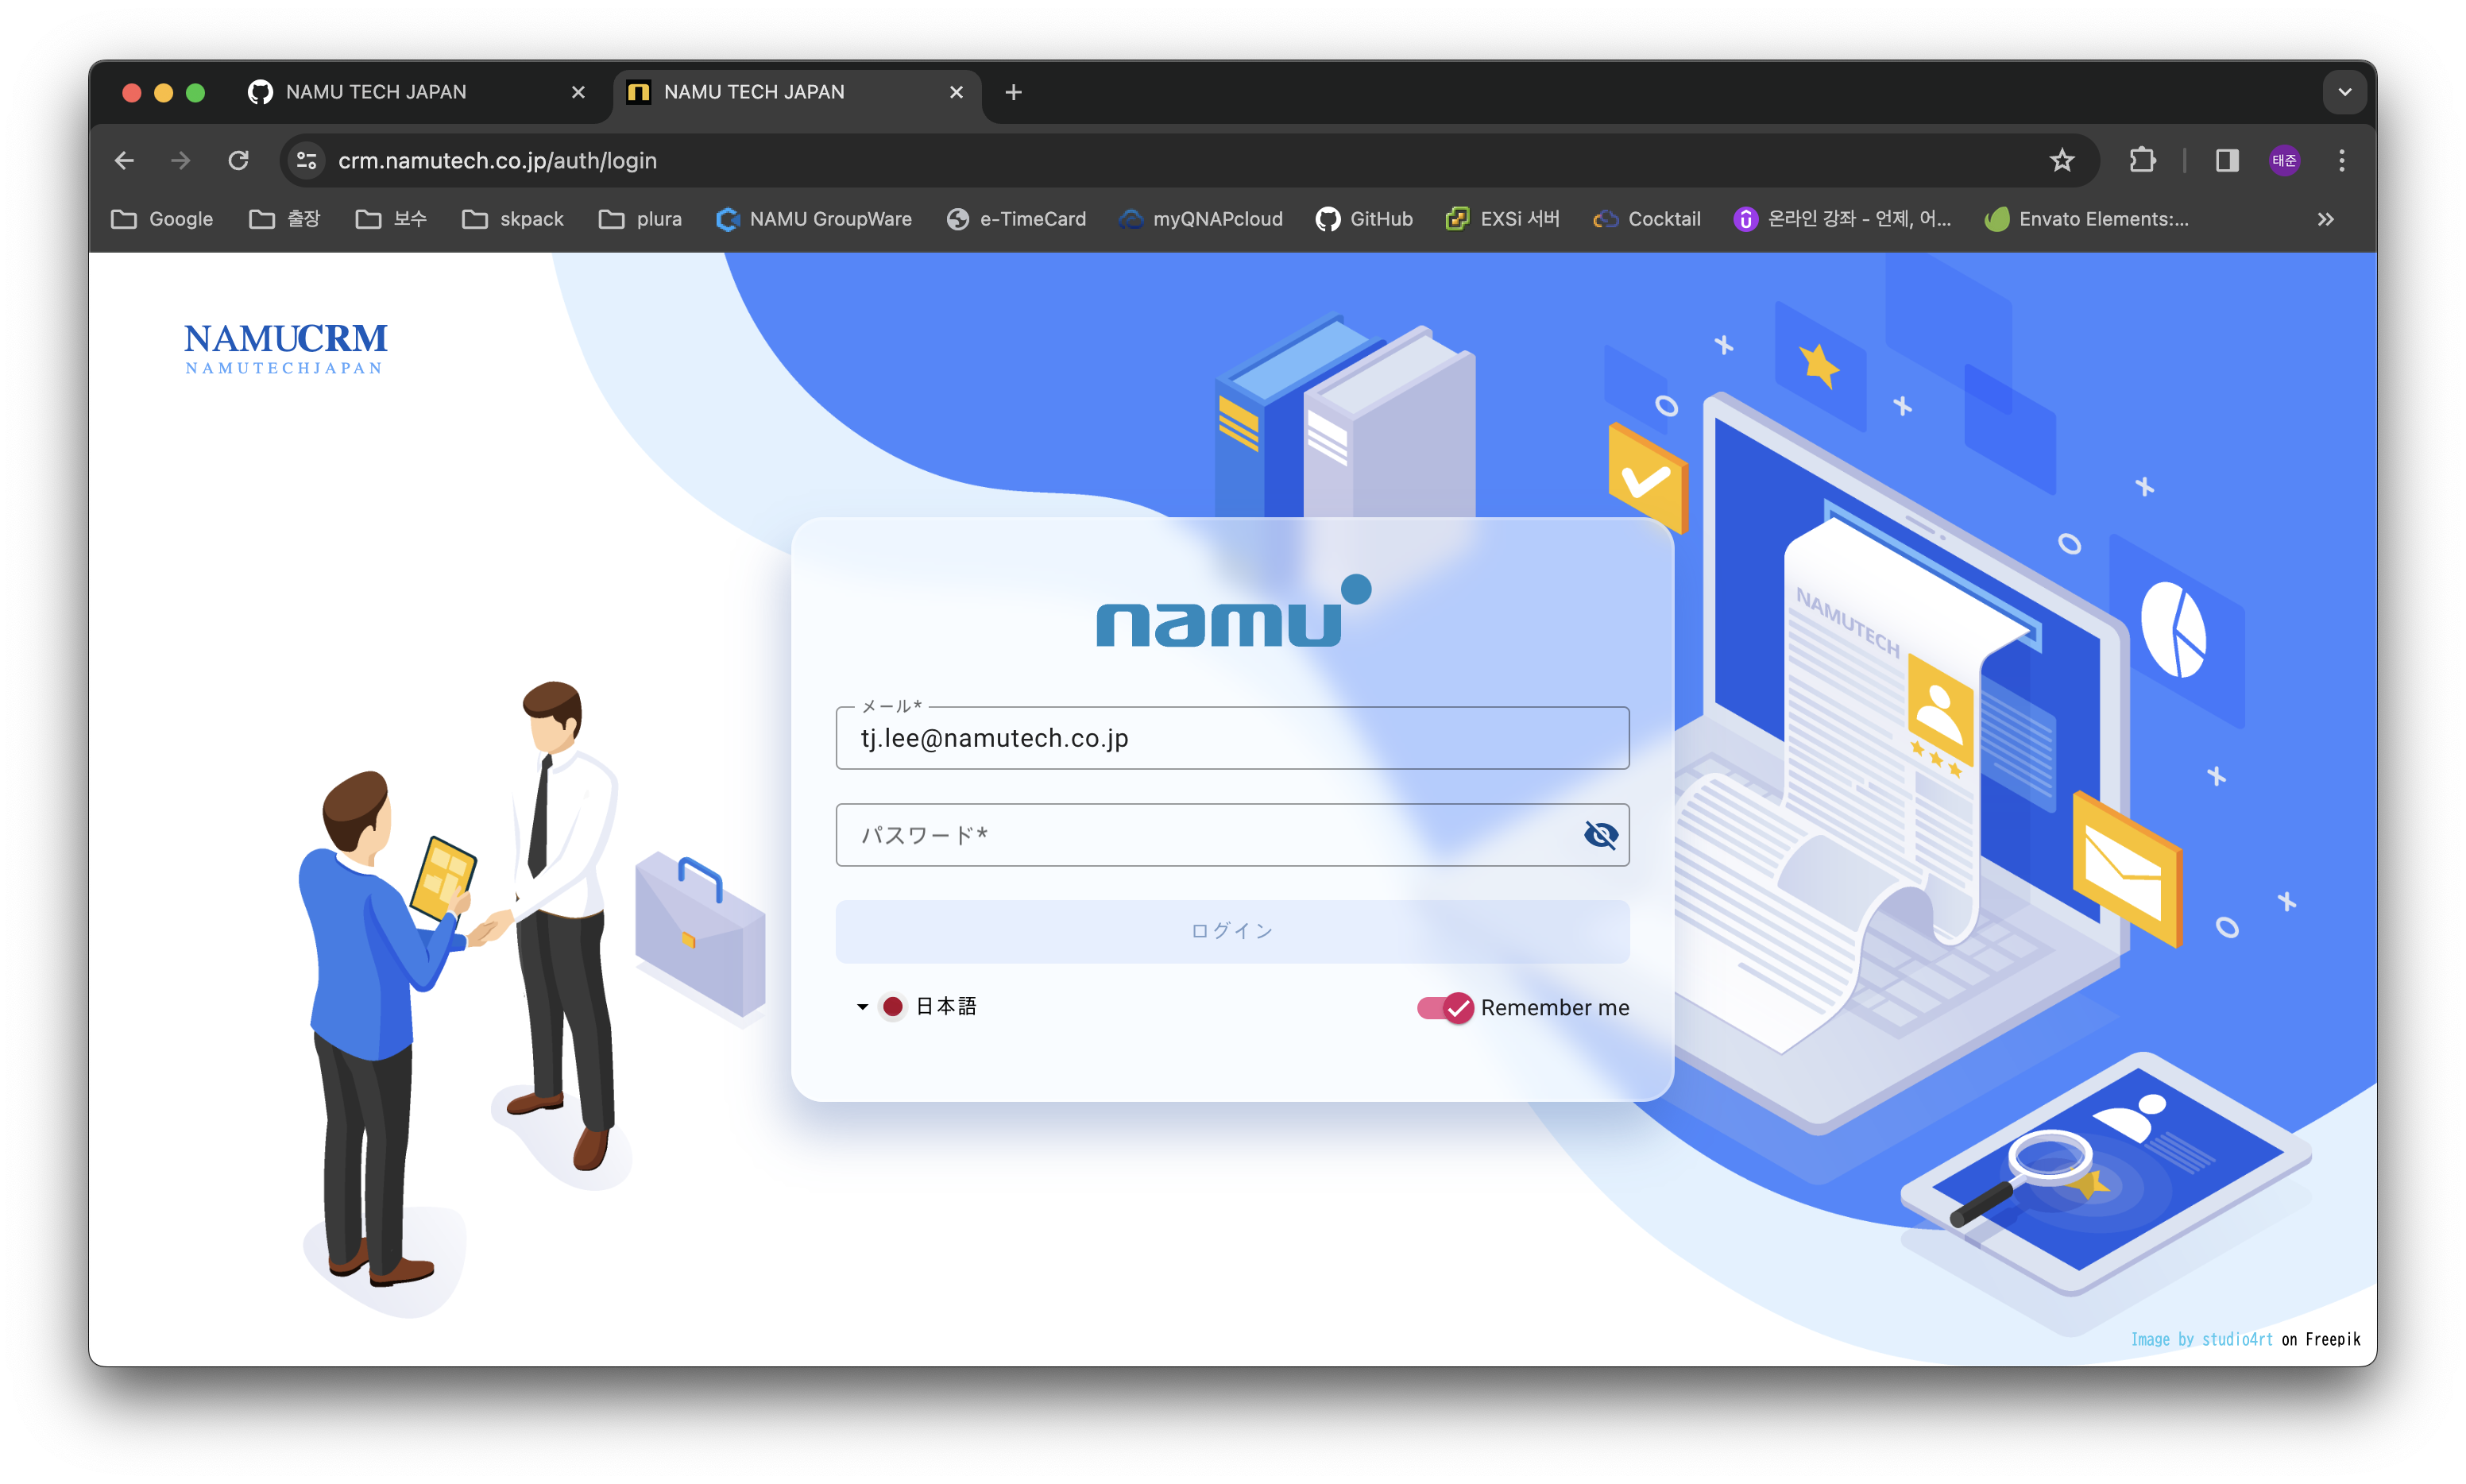 NAMU TECH JAPAN
NAMU TECH JAPAN
crm.namutech.co.jp/auth/login
태준
Google 출장 보수 skpack plura NAMU GroupWare e-TimeCard myQNAPcloud GitHub EXSi 서버 Cocktail 온라인 강좌 - 언제, 어... Envato Elements:...
NAMUCRM
NAMUTECHJAPAN
NAMUTECH
namu
メール*
tj.lee@namutech.co.jp
パスワード*
ログイン
日本語
Remember me
Image by studio4rt on Freepik